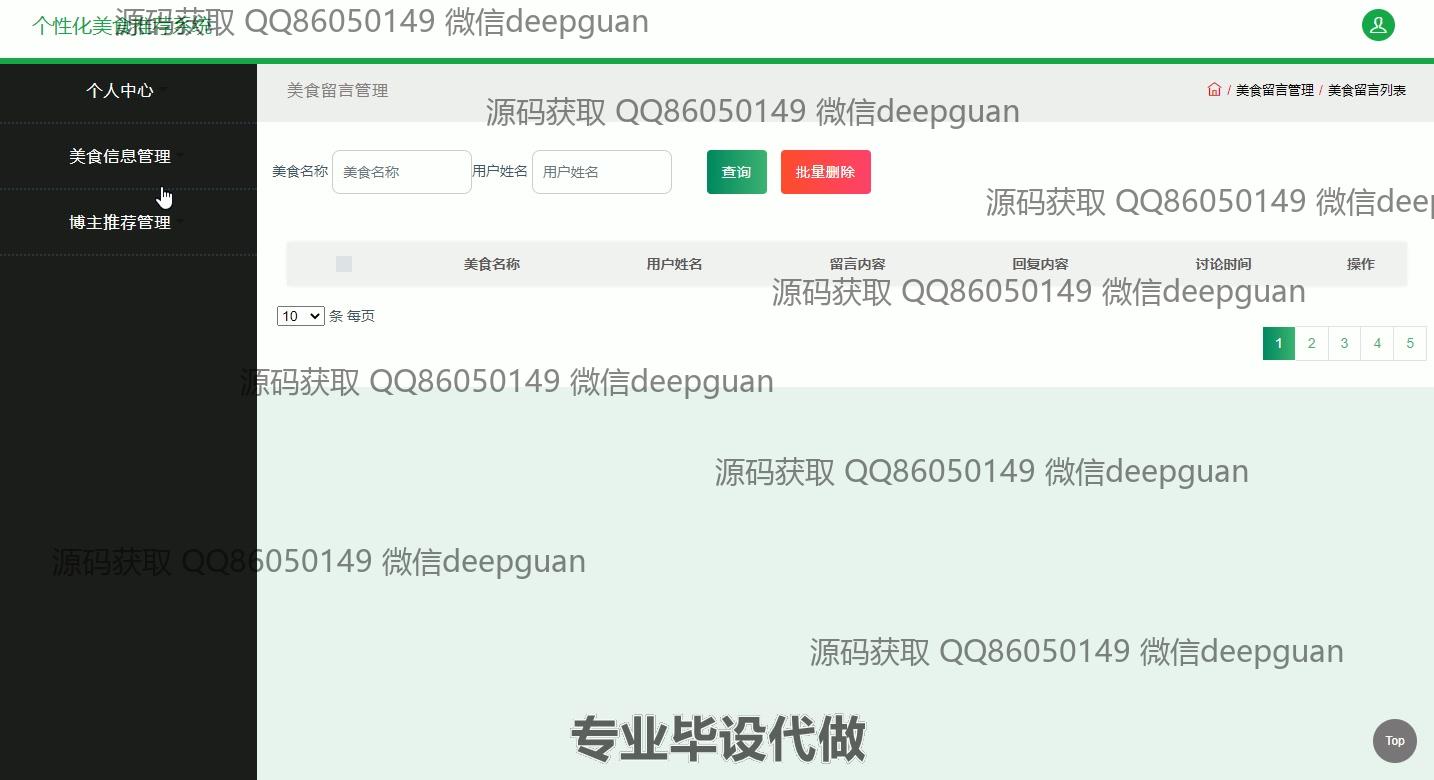 个性化美食推荐系统
源码获取 QQ86050149 微信deepguan
个人中心
美食留言管理
/ 美食留言管理 / 美食留言列表
源码获取 QQ86050149 微信deepguan
美食信息管理
美食名称 美食名称 用户姓名 用户姓名 查询 批量删除
源码获取 QQ86050149 微信deep
博主推荐管理
美食名称 用户姓名 留言内容 回复内容 讨论时间 操作
源码获取 QQ86050149 微信deepguan
10 条 每页
1 2 3 4 5
源码获取 QQ86050149 微信deepguan
源码获取 QQ86050149 微信deepguan
源码获取 QQ86050149 微信deepguan
源码获取 QQ86050149 微信deepguan
专业毕设代做
Top